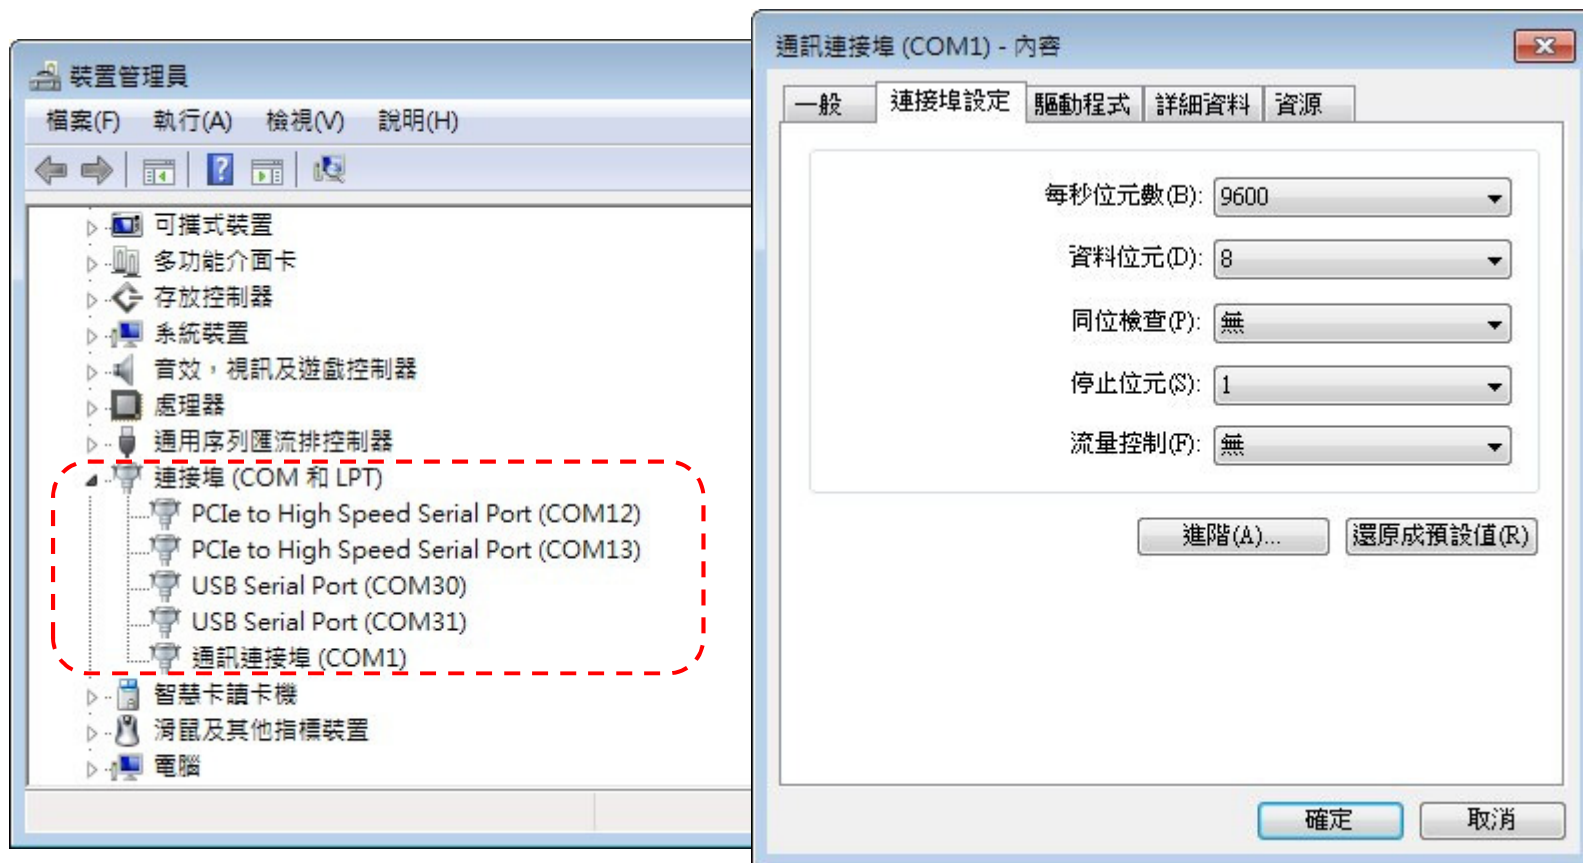 裝置管理員
檔案(F) 執行(A) 檢視(V) 說明(H)
可攜式裝置
多功能介面卡
存放控制器
系統裝置
音效，視訊及遊戲控制器
處理器
通用序列匯流排控制器
連接埠 (COM 和 LPT)
PCIe to High Speed Serial Port (COM12)
PCIe to High Speed Serial Port (COM13)
USB Serial Port (COM30)
USB Serial Port (COM31)
通訊連接埠 (COM1)
智慧卡讀卡機
滑鼠及其他指標裝置
電腦
通訊連接埠 (COM1) - 內容
一般 連接埠設定 驅動程式 詳細資料 資源
每秒位元數(B): 9600
資料位元(D): 8
同位檢查(P): 無
停止位元(S): 1
流量控制(F): 無
進階(A)... 還原成預設值(R)
確定 取消